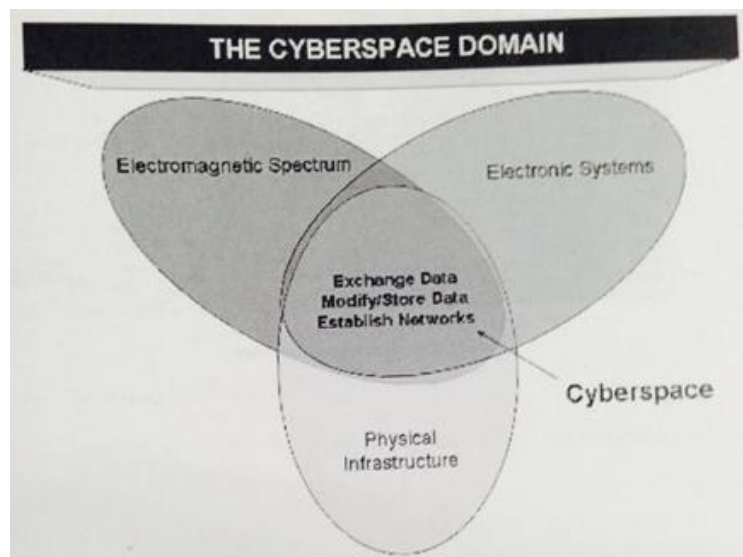 THE CYBERSPACE DOMAIN
Electromagnetic Spectrum
Electronic Systems
Exchange Data
Modify/Store Data
Establish Networks
Cyberspace
Physical
Infrastructure